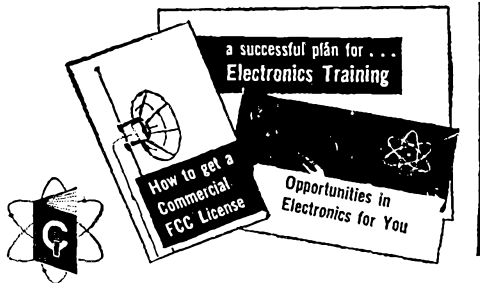 a successful plan for . . .
Electronics Training
How to get a
Commercial
FCC License
Opportunities in
Electronics for You